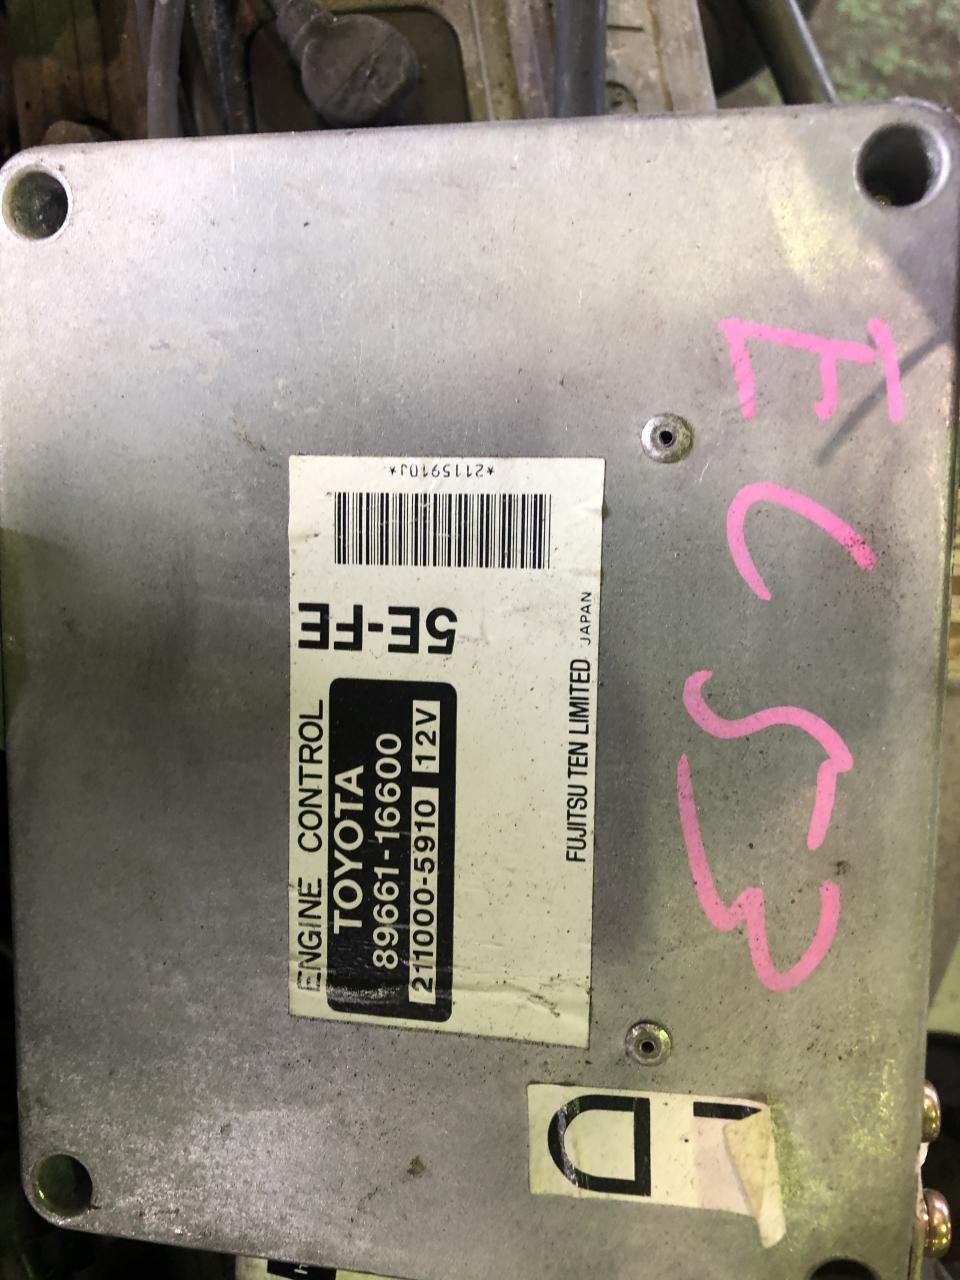 *2115910J*
5E-FE
ENGINE CONTROL
TOYOTA
89661-16600
211000-5910 12V
FUJITSU TEN LIMITED JAPAN
D